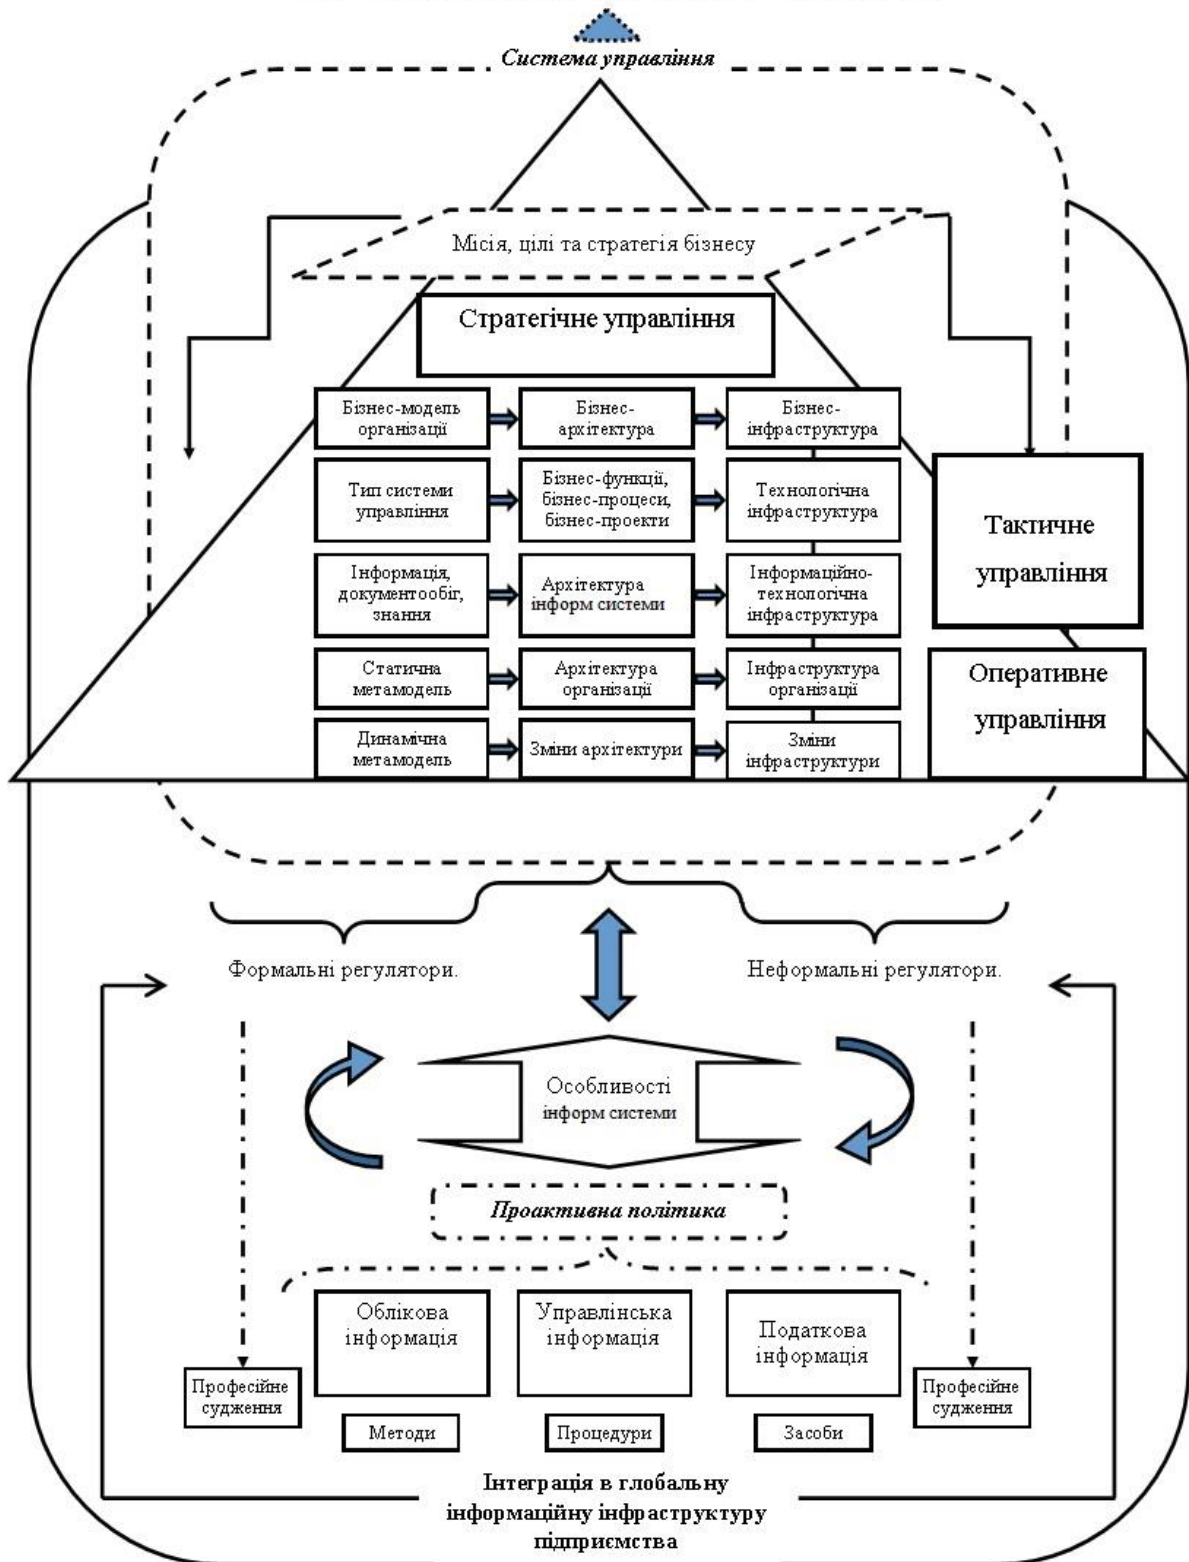 Система управління
Місія, цілі та стратегія бізнесу
Стратегічне управління
Бізнес-модель
організації
Бізнес-
архітектура
Бізнес-
інфраструктура
Тип системи
управління
Бізнес-функції,
бізнес-процеси,
бізнес-проекти
Технологічна
інфраструктура
Тактичне
управління
Інформація,
документообіг,
знання
Архітектура
інформ системи
Інформаційно-
технологічна
інфраструктура
Статична
метамодель
Архітектура
організації
Інфраструктура
організації
Оперативне
управління
Динамічна
метамодель
Зміни архітектури
Зміни
інфраструктури
Формальні регулятори.
Неформальні регулятори.
Особливості
інформ системи
Проактивна політика
Облікова
інформація
Управлінська
інформація
Податкова
інформація
Професійне
судження
Професійне
судження
Методи
Процедури
Засоби
Інтеграція в глобальну
інформаційну інфраструктуру
підприємства